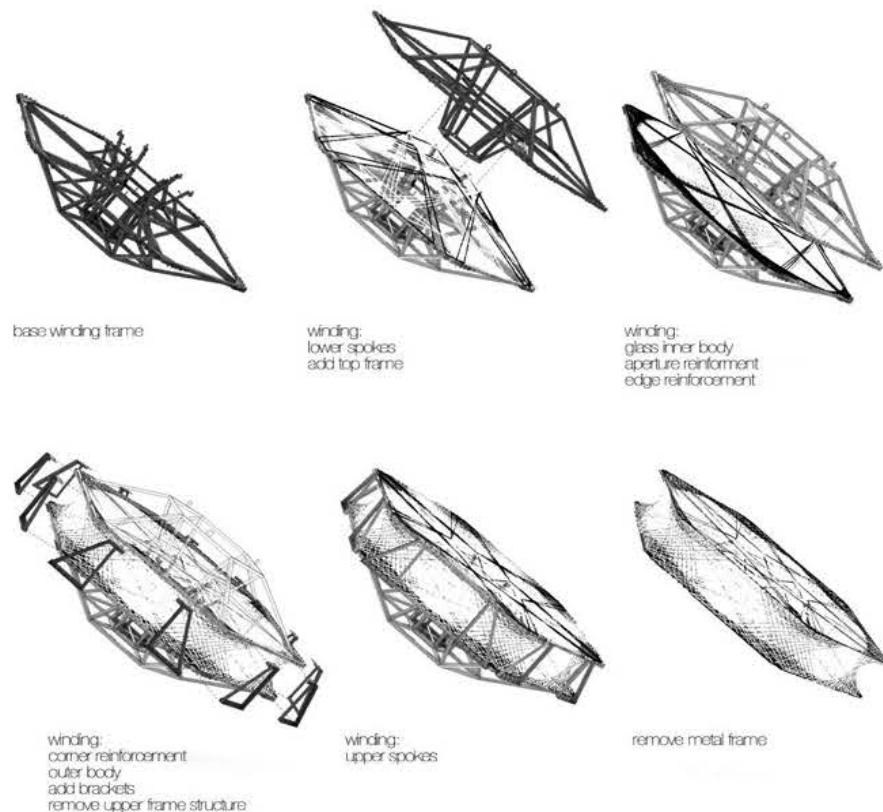 base winding frame
winding:
lower spokes
add top frame
winding:
glass inner body
aperture reinforment
edge reinforcement
winding:
corner reinforcement
outer body
add brackets
remove upper frame structure
winding:
upper spokes
remove metal frame